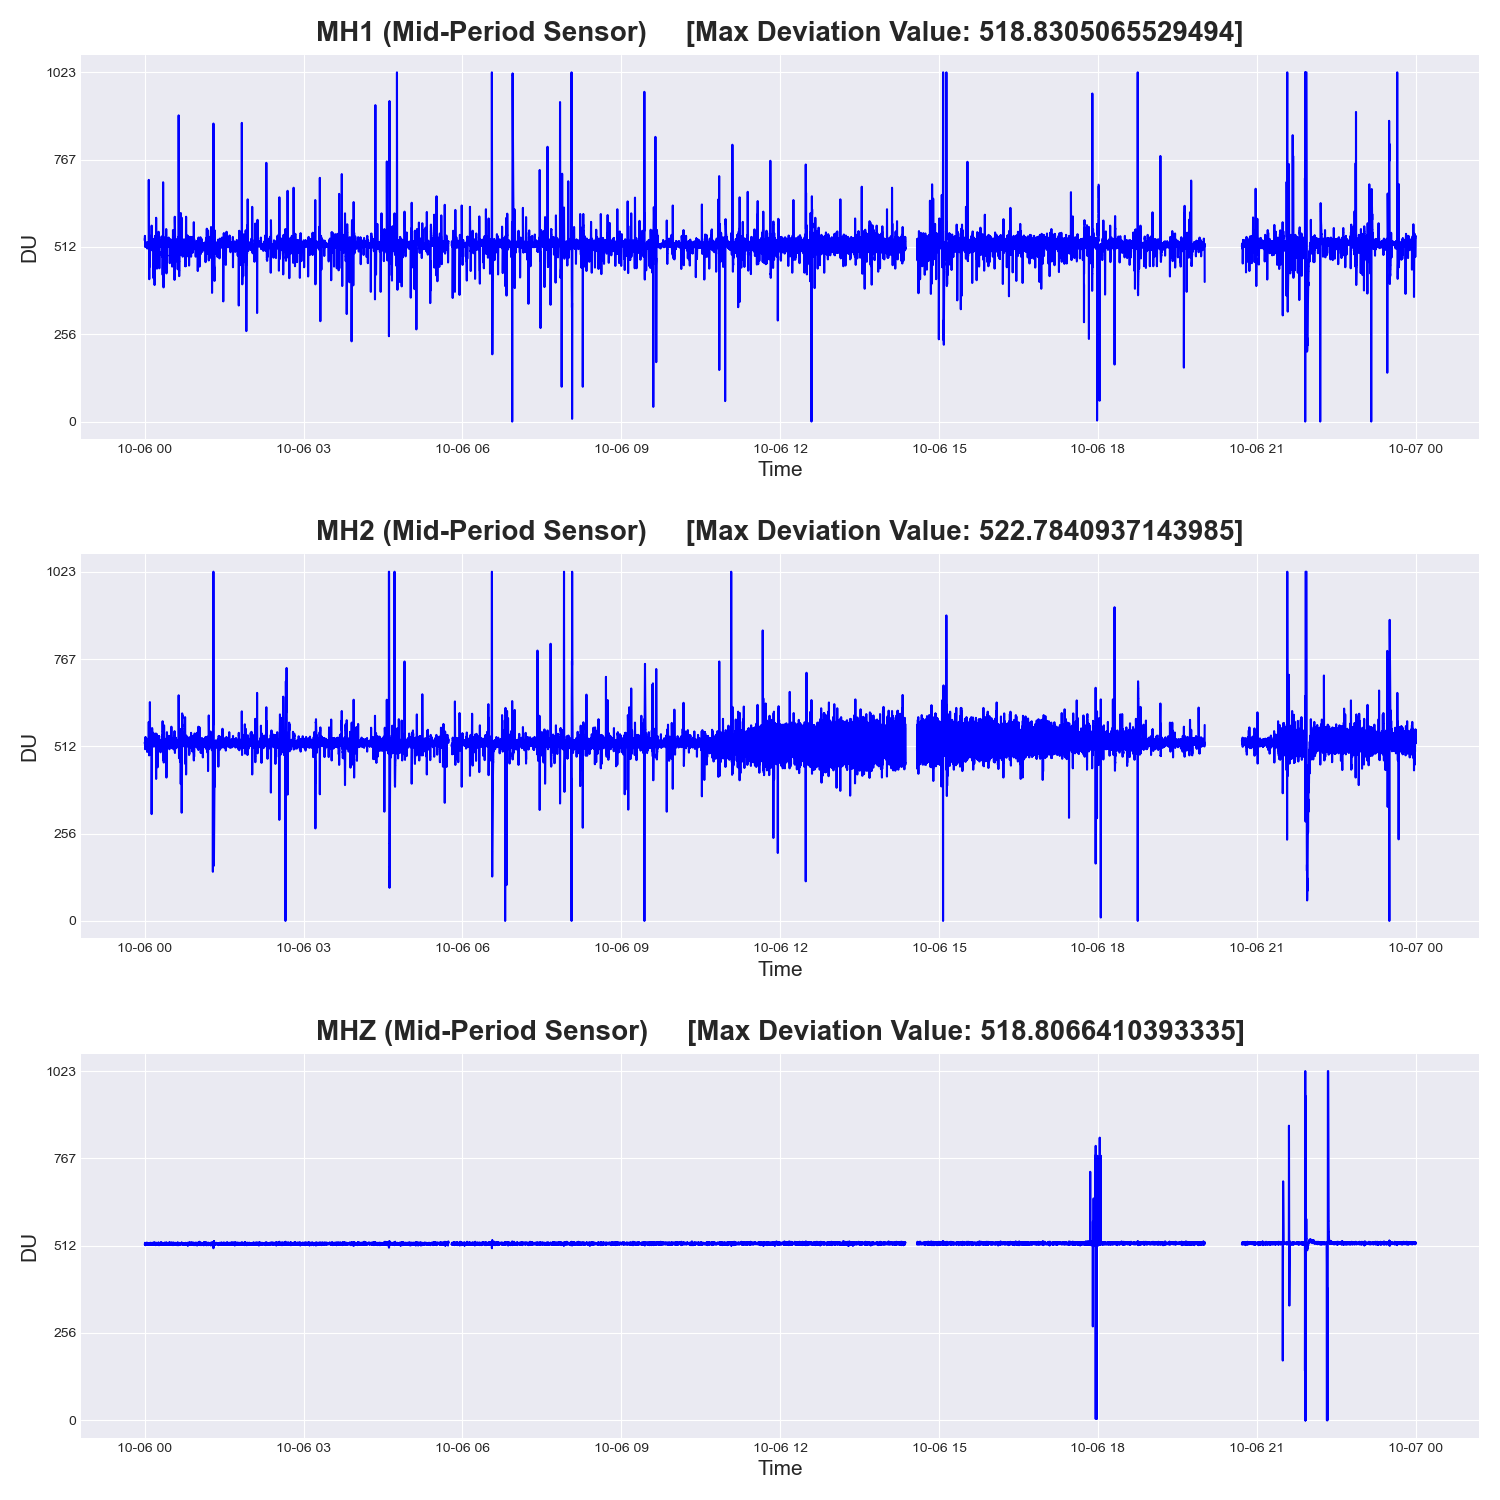 MH1 (Mid-Period Sensor) [Max Deviation Value: 518.8305065529494]
1023
767
512
256
0
DU
10-06 00 10-06 03 10-06 06 10-06 09 10-06 12 10-06 15 10-06 18 10-06 21 10-07 00
Time
MH2 (Mid-Period Sensor) [Max Deviation Value: 522.7840937143985]
1023
767
512
256
0
DU
10-06 00 10-06 03 10-06 06 10-06 09 10-06 12 10-06 15 10-06 18 10-06 21 10-07 00
Time
MHZ (Mid-Period Sensor) [Max Deviation Value: 518.8066410393335]
1023
767
512
256
0
DU
10-06 00 10-06 03 10-06 06 10-06 09 10-06 12 10-06 15 10-06 18 10-06 21 10-07 00
Time